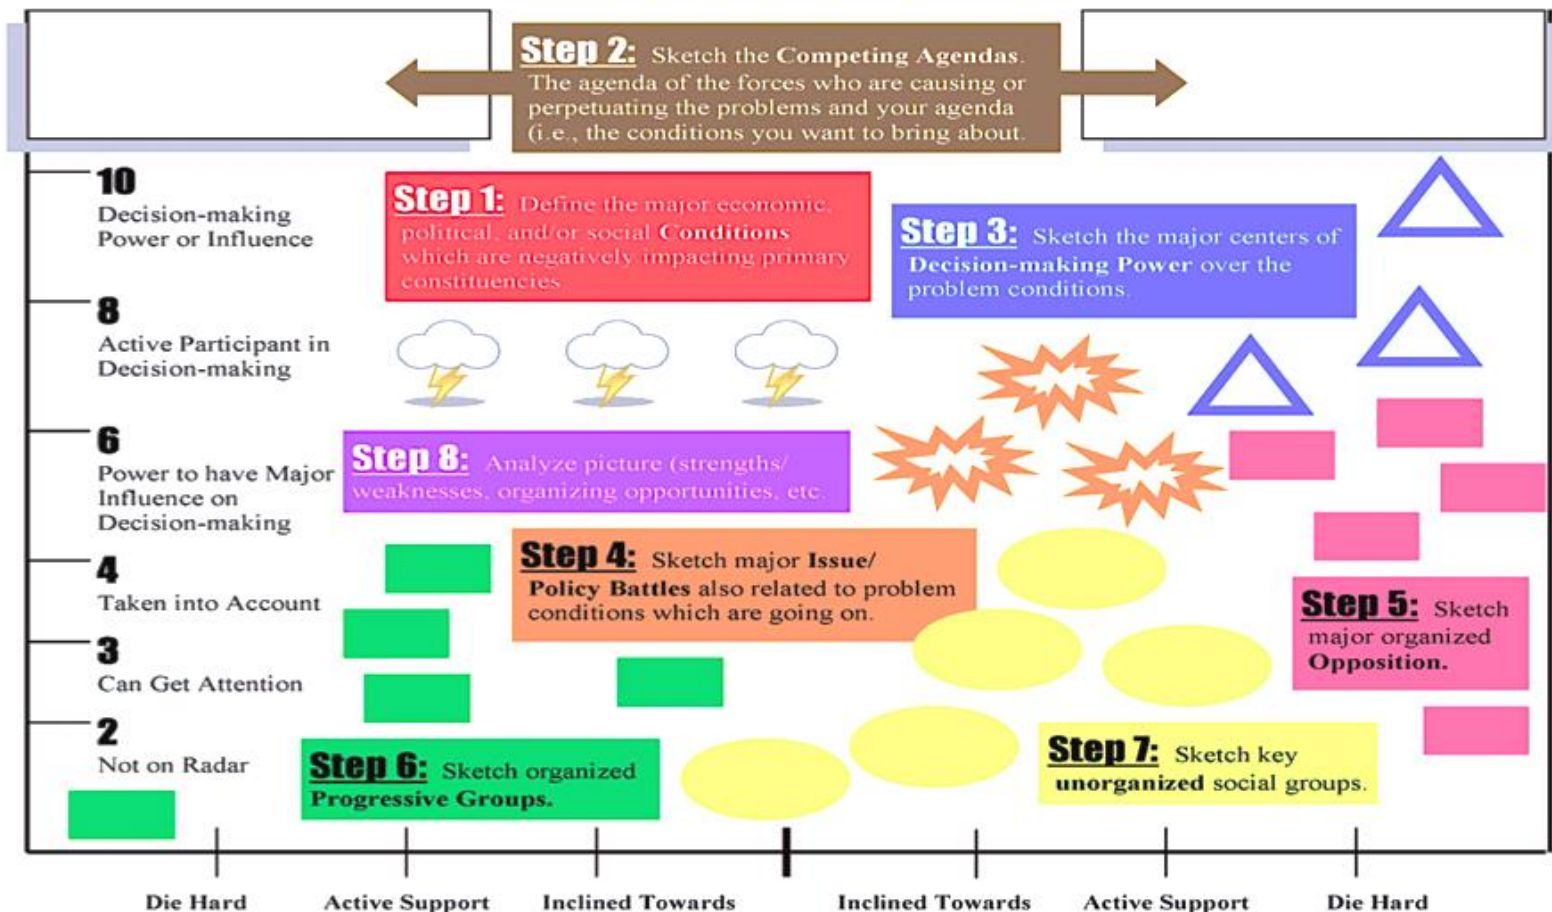 Step 2: Sketch the Competing Agendas.
The agenda of the forces who are causing or
perpetuating the problems and your agenda
(i.e., the conditions you want to bring about.
10
Decision-making
Power or Influence
Step 1: Define the major economic,
political, and/or social Conditions
which are negatively impacting primary
constituencies
Step 3: Sketch the major centers of
Decision-making Power over the
problem conditions.
8
Active Participant in
Decision-making
6
Power to have Major
Influence on
Decision-making
Step 8: Analyze picture (strengths/
weaknesses, organizing opportunities, etc.
4
Taken into Account
Step 4: Sketch major Issue/
Policy Battles also related to problem
conditions which are going on.
Step 5: Sketch
major organized
Opposition.
3
Can Get Attention
2
Not on Radar
Step 6: Sketch organized
Progressive Groups.
Step 7: Sketch key
unorganized social groups.
Die Hard Active Support Inclined Towards Inclined Towards Active Support Die Hard